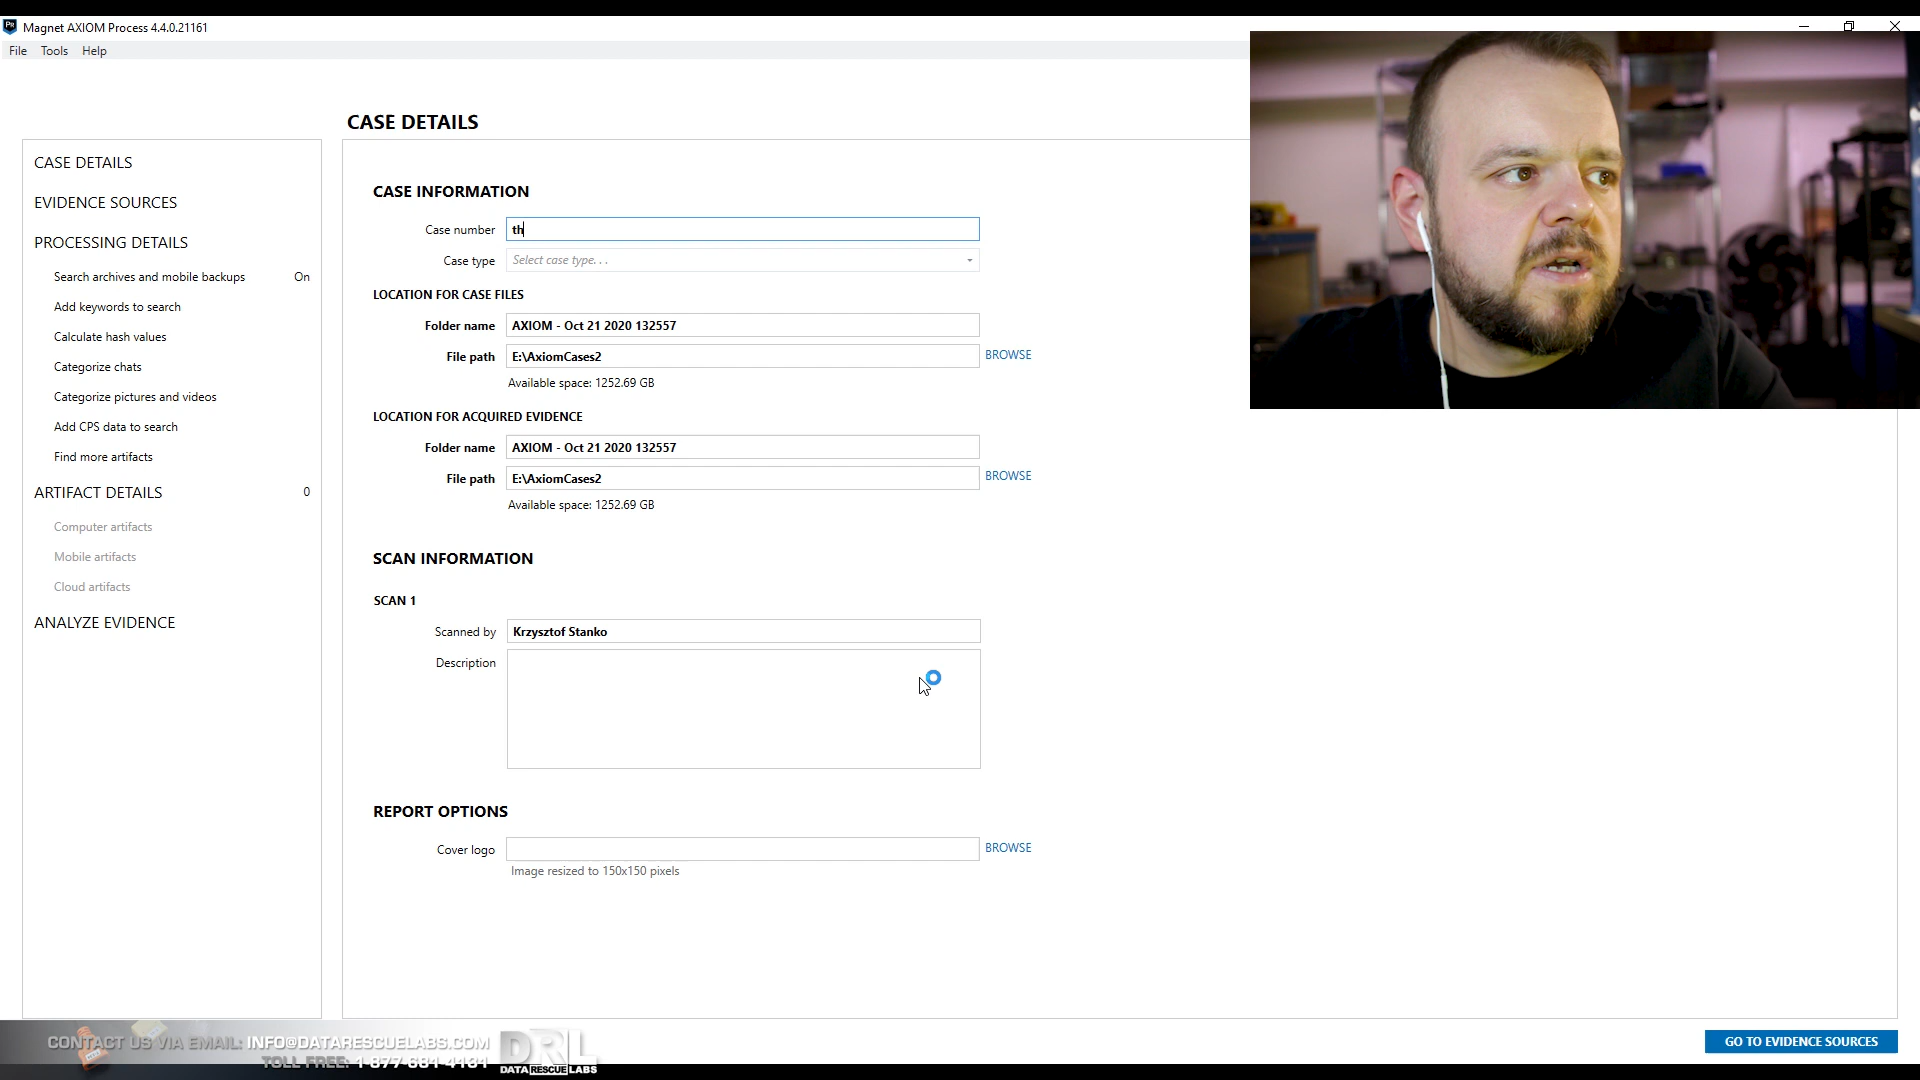 Magnet AXIOM Process 4.4.0.21161
File Tools Help
CASE DETAILS
CASE DETAILS
EVIDENCE SOURCES
PROCESSING DETAILS
Search archives and mobile backups On
Add keywords to search
Calculate hash values
Categorize chats
Categorize pictures and videos
Add CPS data to search
Find more artifacts
ARTIFACT DETAILS 0
Computer artifacts
Mobile artifacts
Cloud artifacts
ANALYZE EVIDENCE
CASE INFORMATION
Case number th
Case type Select case type. . .
LOCATION FOR CASE FILES
Folder name AXIOM - Oct 21 2020 132557
File path E:\AxiomCases2 BROWSE
Available space: 1252.69 GB
LOCATION FOR ACQUIRED EVIDENCE
Folder name AXIOM - Oct 21 2020 132557
File path E:\AxiomCases2 BROWSE
Available space: 1252.69 GB
SCAN INFORMATION
SCAN 1
Scanned by Krzysztof Stanko
Description
REPORT OPTIONS
Cover logo BROWSE
Image resized to 150x150 pixels
GO TO EVIDENCE SOURCES
CONTACT US VIA EMAIL: INFO@DATARESCUELABS.COM
TOLL FREE: 1-877-684-4131
DRL
DATA RESCUE LABS